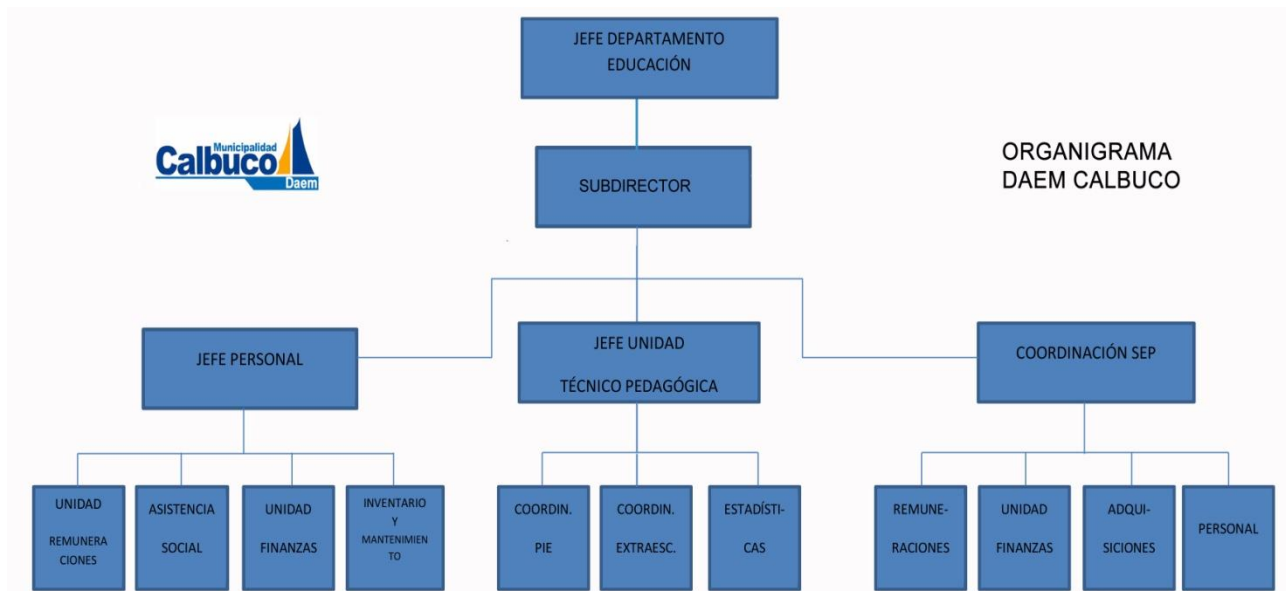 JEFE DEPARTAMENTO
EDUCACIÓN
Municipalidad
Calbuco
Daem
ORGANIGRAMA
DAEM CALBUCO
SUBDIRECTOR
JEFE PERSONAL
JEFE UNIDAD
TÉCNICO PEDAGÓGICA
COORDINACIÓN SEP
UNIDAD
REMUNERA
CIONES
ASISTENCIA
SOCIAL
UNIDAD
FINANZAS
INVENTARIO
Y
MANTENIMIEN
TO
COORDIN.
PIE
COORDIN.
EXTRAESC.
ESTADÍSTI-
CAS
REMUNE-
RACIONES
UNIDAD
FINANZAS
ADQUI-
SICIONES
PERSONAL